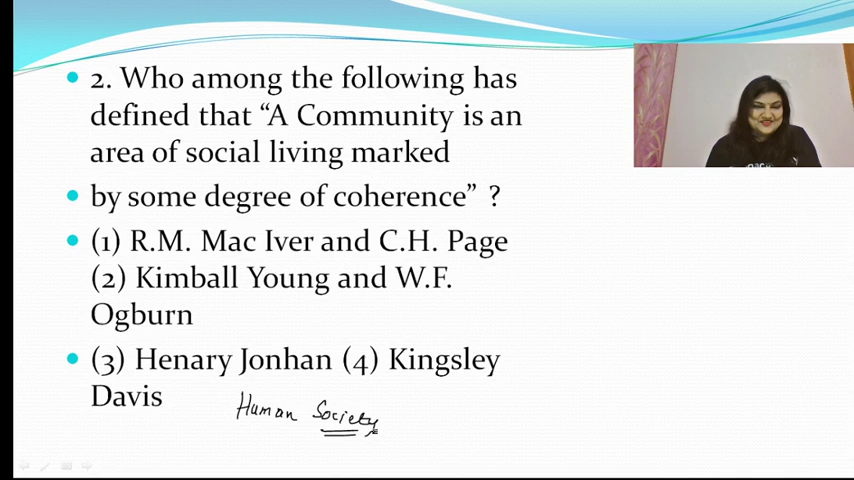 2. Who among the following has
defined that “A Community is an
area of social living marked
by some degree of coherence” ?
(1) R.M. Mac Iver and C.H. Page
(2) Kimball Young and W.F.
Ogburn
(3) Henary Jonhan (4) Kingsley
Davis
Human Society